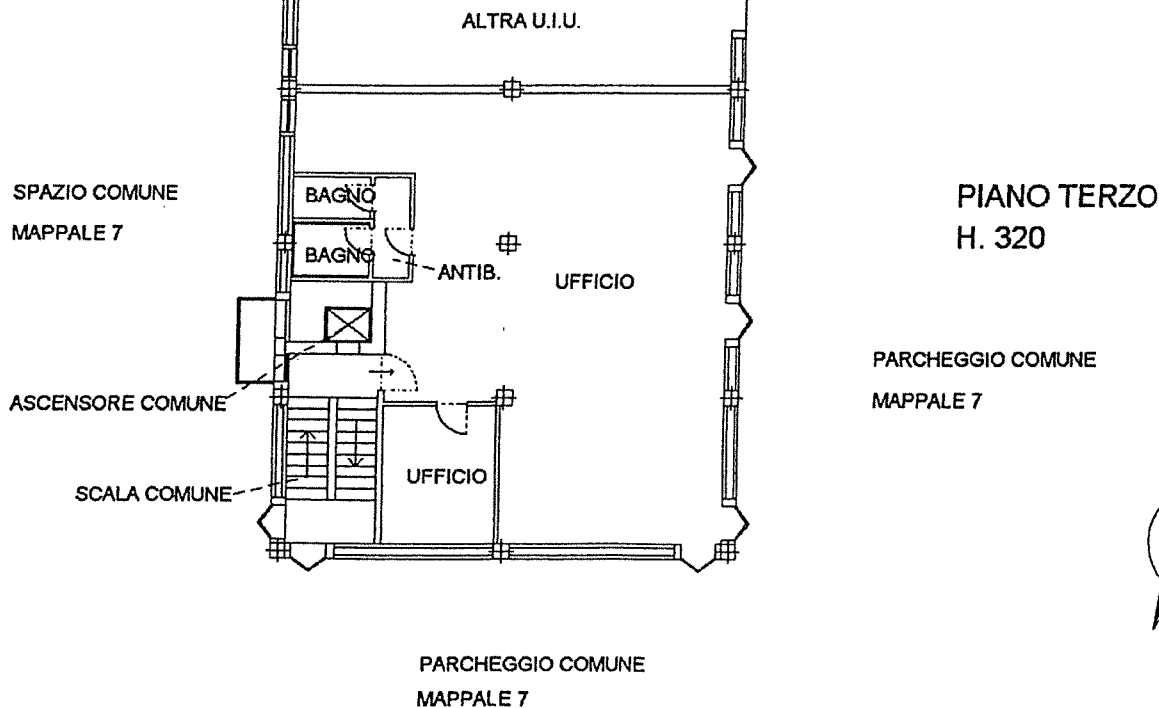 ALTRA U.I.U.
SPAZIO COMUNE
MAPPALE 7
BAGNO
BAGNO
ANTIB.
UFFICIO
PIANO TERZO
H. 320
PARCHEGGIO COMUNE
MAPPALE 7
ASCENSORE COMUNE
UFFICIO
SCALA COMUNE
PARCHEGGIO COMUNE
MAPPALE 7